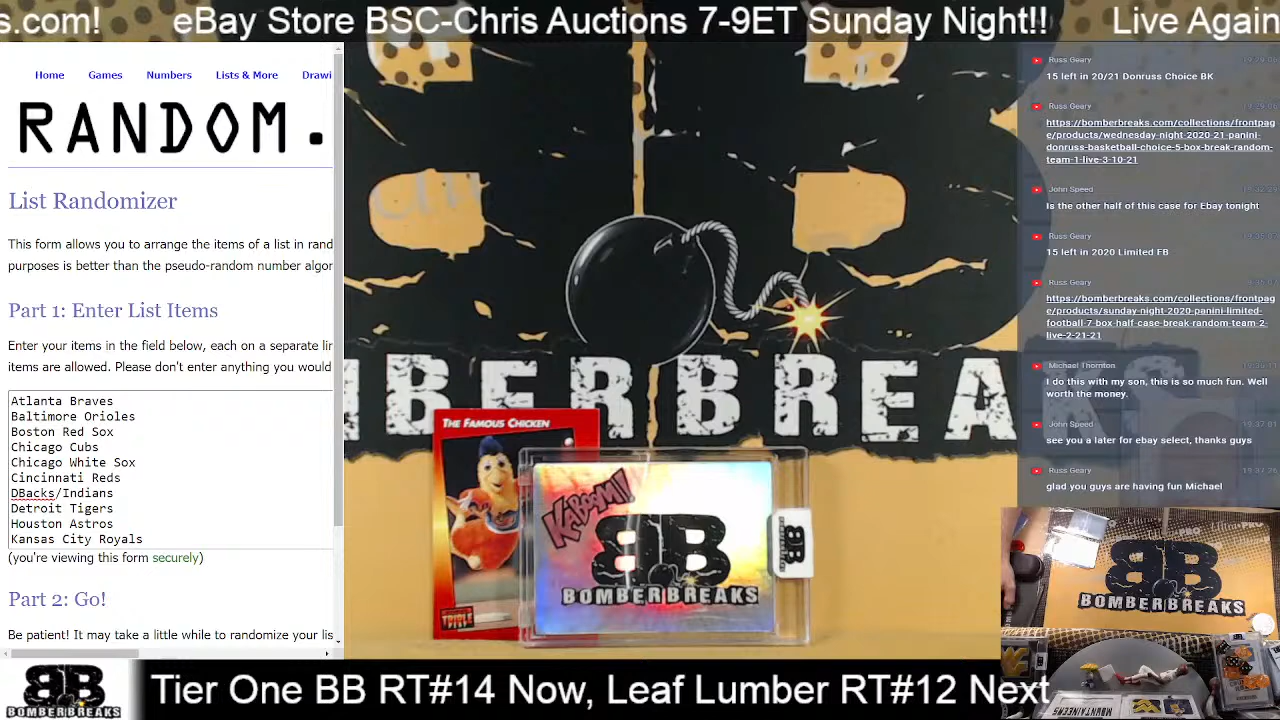 s.com!
eBay Store BSC-Chris Auctions 7-9ET Sunday Night!!
Live Again
Home Games Numbers Lists & More Drawi
RANDOM.
List Randomizer
This form allows you to arrange the items of a list in rand
purposes is better than the pseudo-random number algor
Part 1: Enter List Items
Enter your items in the field below, each on a separate lin
items are allowed. Please don't enter anything you would
Atlanta Braves
Baltimore Orioles
Boston Red Sox
Chicago Cubs
Chicago White Sox
Cincinnati Reds
DBacks/Indians
Detroit Tigers
Houston Astros
Kansas City Royals
(you're viewing this form securely)
Part 2: Go!
Be patient! It may take a little while to randomize your lis
MBERBREA
THE FAMOUS CHICKEN
TRIPLE
KABOOM!!
BB
BOMBERBREAKS
BB
Russ Geary
15 left in 20/21 Donruss Choice BK
Russ Geary
https://bomberbreaks.com/collections/frontpag
e/products/wednesday-night-2020-21-panini-
donruss-basketball-choice-5-box-break-random-
team-1-live-3-10-21
John Speed
Is the other half of this case for Ebay tonight
Russ Geary
15 left in 2020 Limited FB
Russ Geary
https://bomberbreaks.com/collections/frontpag
e/products/sunday-night-2020-panini-limited-
football-7-box-half-case-break-random-team-2-
live-2-21-21
Michael Thornton
I do this with my son, this is so much fun. Well
worth the money.
John Speed
see you a later for ebay select, thanks guys
Russ Geary
glad you guys are having fun Michael
BB
BOMBERBREAKS
MOUNTAINEERS
BB
BOMBERBREAKS
Tier One BB RT#14 Now, Leaf Lumber RT#12 Next